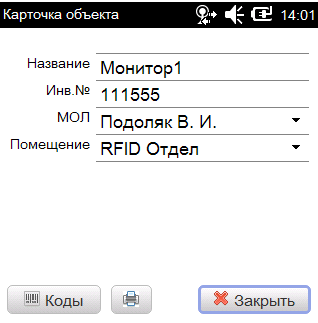 Карточка объекта 14:01
Название Монитор1
Инв.№ 111555
МОЛ Подоляк В. И.
Помещение RFID Отдел
Коды Закрыть